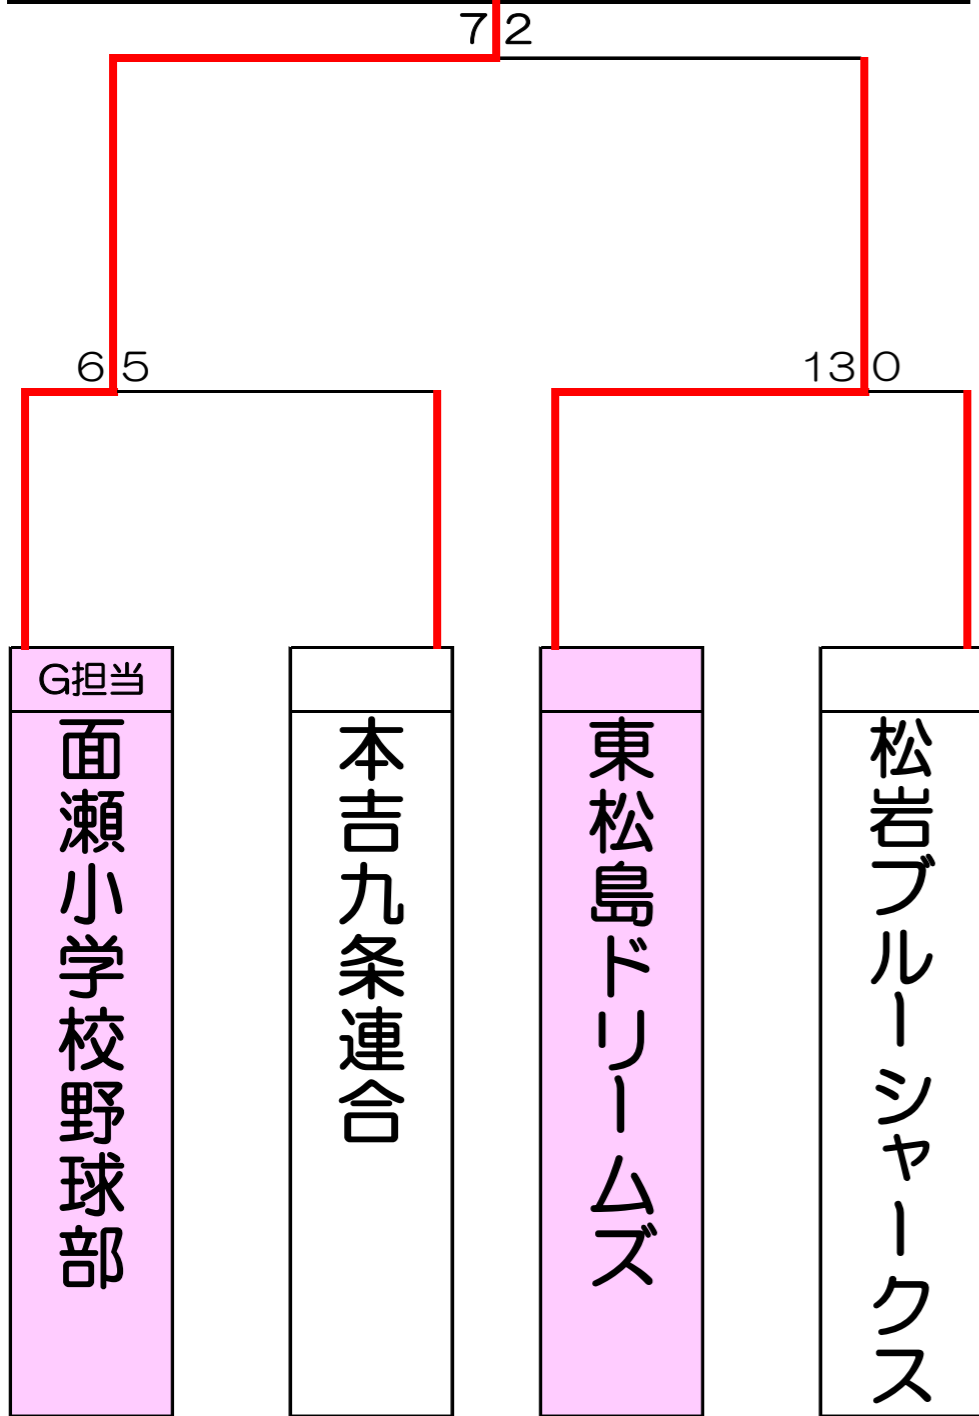 7 2
6 5
13 0
G担当
面瀬小学校野球部
本吉九条連合
東松島ドリームズ
松岩ブルーシャークス